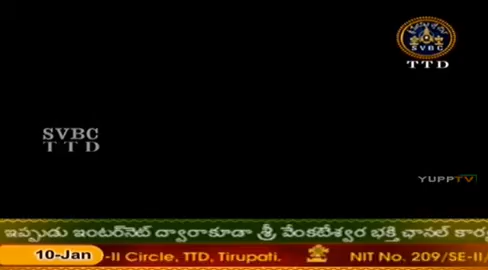 SVBC
TTD
SVBC
TTD
YUPPTV
ఇప్పుడు ఇంటర్‌నెట్ ద్వారాకూడా శ్రీ వేంకటేశ్వర భక్తి ఛానల్ కార్య
10-Jan -II Circle, TTD, Tirupati. NIT No. 209/SE-II/